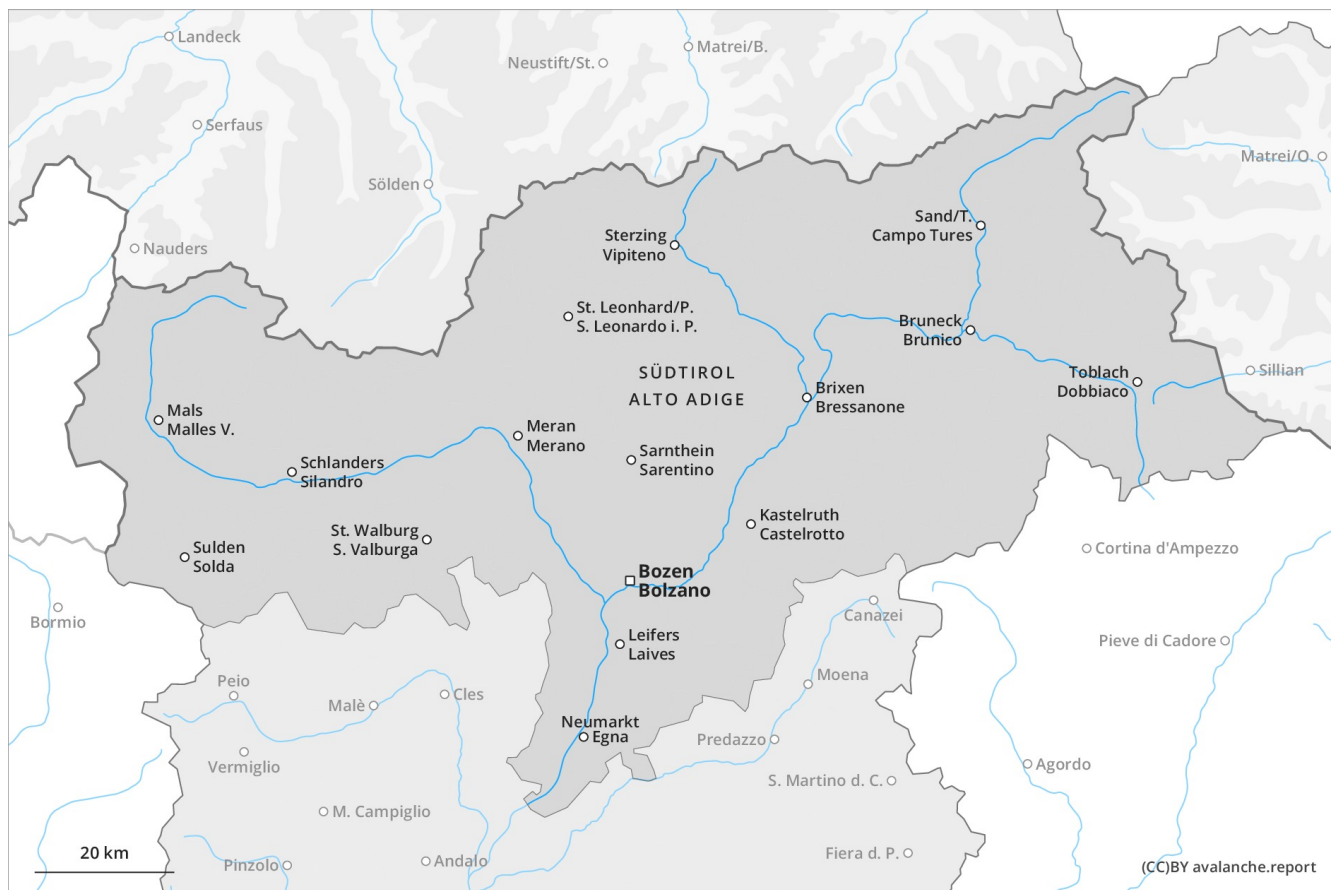 Landeck
Matrei/B.
Neustift/St.
Serfaus
Matrei/O.
Sölden
Sand/T.
Campo Tures
Nauders
Sterzing
Vipiteno
St. Leonhard/P.
S. Leonardo i. P.
Bruneck
Brunico
SÜDTIROL
ALTO ADIGE
Toblach
Dobbiaco
Sillian
Brixen
Bressanone
Mals
Malles V.
Meran
Merano
Schlanders
Silandro
Sarnthein
Sarentino
Kastelruth
Castelrotto
St. Walburg
S. Valburga
Sulden
Solda
Cortina d'Ampezzo
Bozen
Bolzano
Bormio
Canazei
Leifers
Laives
Pieve di Cadore
Peio
Malè
Cles
Moena
Neumarkt
Egna
Predazzo
Vermiglio
Agordo
S. Martino d. C.
M. Campiglio
20 km
Pinzolo
Andalo
Fiera d. P.
(CC)BY avalanche.report